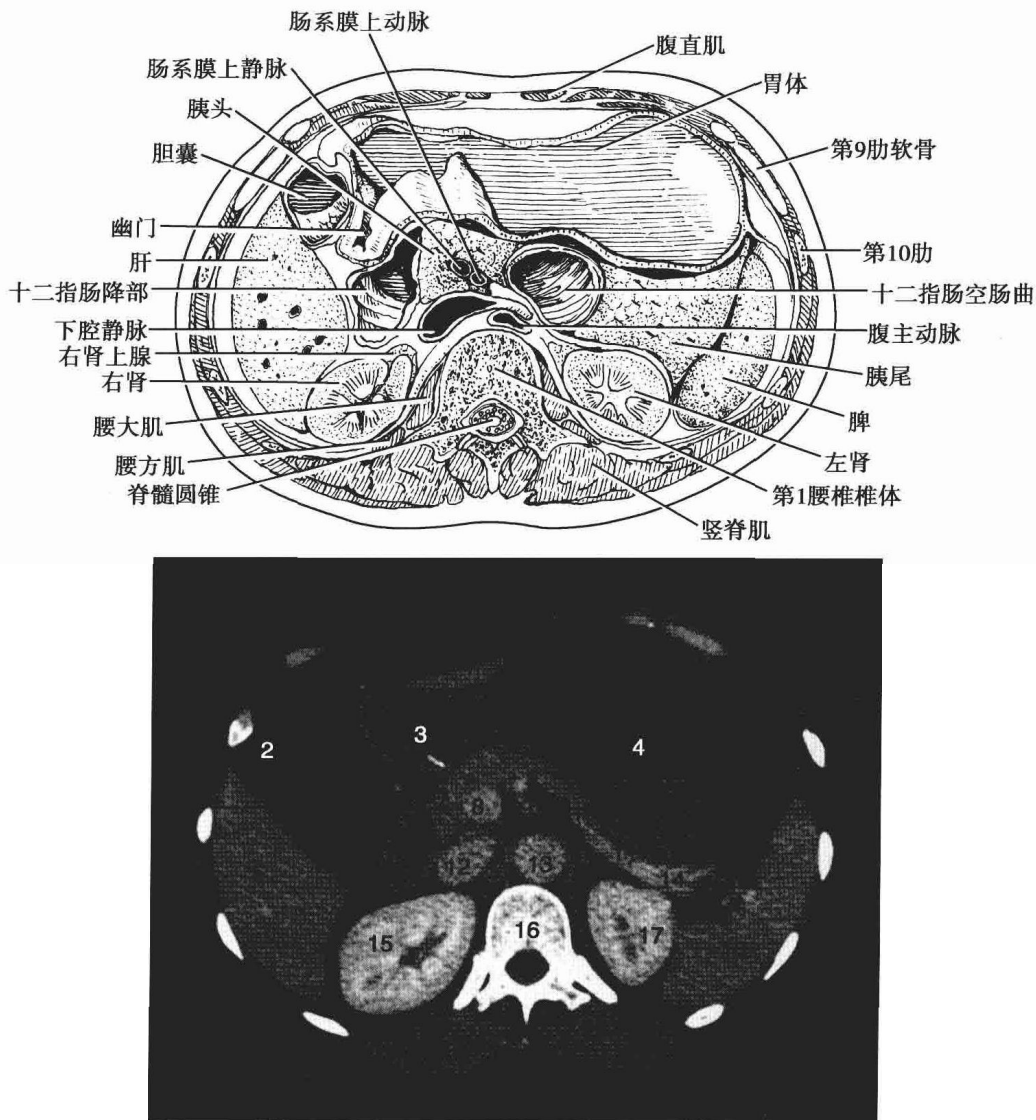 肠系膜上动脉
肠系膜上静脉
胰头
胆囊
幽门
肝
十二指肠降部
下腔静脉
右肾上腺
右肾
腰大肌
腰方肌
脊髓圆锥
腹直肌
胃体
第9肋软骨
第10肋
十二指肠空肠曲
腹主动脉
胰尾
脾
左肾
第1腰椎椎体
竖脊肌
2
3
4
8
12
13
15
16
17